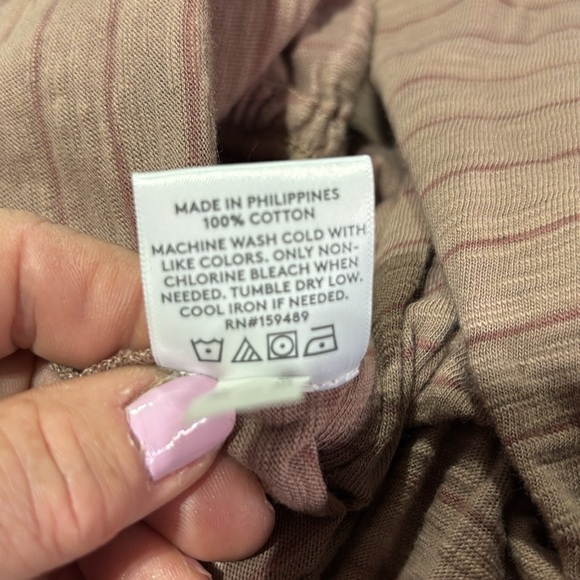 MADE IN PHILIPPINES
100% COTTON
MACHINE WASH COLD WITH
LIKE COLORS. ONLY NON-
CHLORINE BLEACH WHEN
NEEDED. TUMBLE DRY LOW.
COOL IRON IF NEEDED.
RN#159489